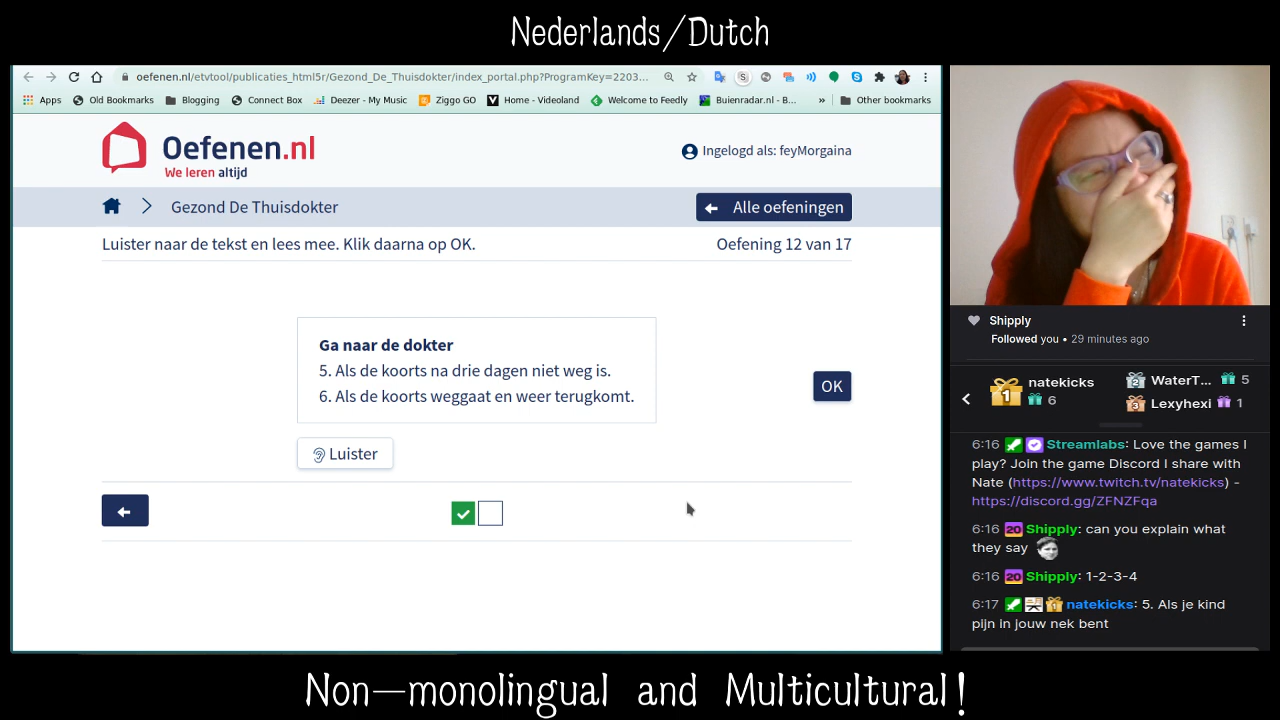 Nederlands/Dutch
oefenen.nl/etvtool/publicaties_html5r/Gezond_De_Thuisdokter/index_portal.php?ProgramKey=2203...
Apps Old Bookmarks Blogging Connect Box Deezer - My Music Ziggo GO Home - Videoland Welcome to Feedly Buienradar.nl - B... » Other bookmarks
Oefenen.nl
We leren altijd
Ingelogd als: feyMorgaina
Gezond De Thuisdokter
Alle oefeningen
Luister naar de tekst en lees mee. Klik daarna op OK.
Oefening 12 van 17
Ga naar de dokter
5. Als de koorts na drie dagen niet weg is.
6. Als de koorts weggaat en weer terugkomt.
OK
Luister
Shipply
Followed you • 29 minutes ago
1 natekicks 6
2 WaterT... 5
3 Lexyhexi 1
6:16 Streamlabs: Love the games I
play? Join the game Discord I share with
Nate (https://www.twitch.tv/natekicks) -
https://discord.gg/ZFNZFqa
6:16 20 Shipply: can you explain what
they say
6:16 20 Shipply: 1-2-3-4
6:17 1 natekicks: 5. Als je kind
pijn in jouw nek bent
Non-monolingual and Multicultural!